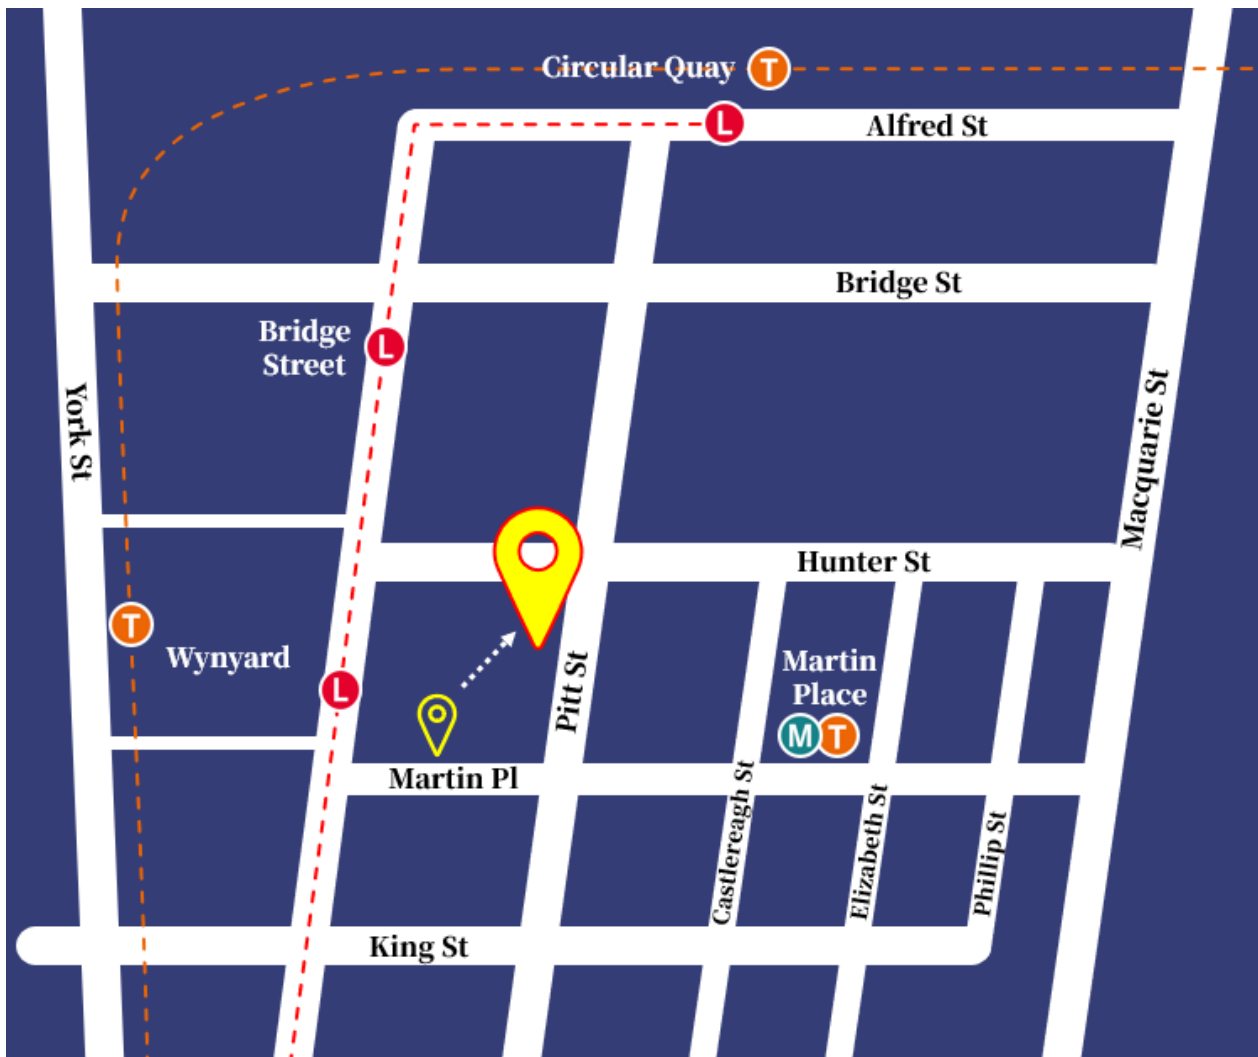 Circular Quay T
L
Alfred St
Bridge St
Bridge
Street
L
York St
Macquarie St
Hunter St
T
Wynyard
L
Pitt St
Martin
Place
M T
Martin Pl
Castlereagh St
Elizabeth St
Phillip St
King St